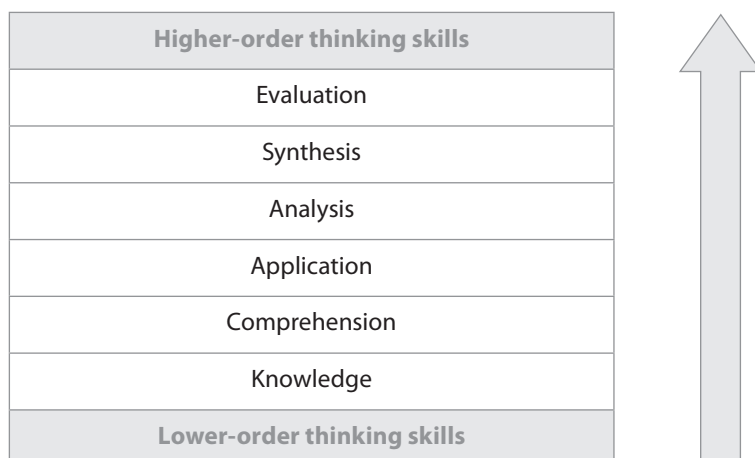 Higher-order thinking skills
Evaluation
Synthesis
Analysis
Application
Comprehension
Knowledge
Lower-order thinking skills